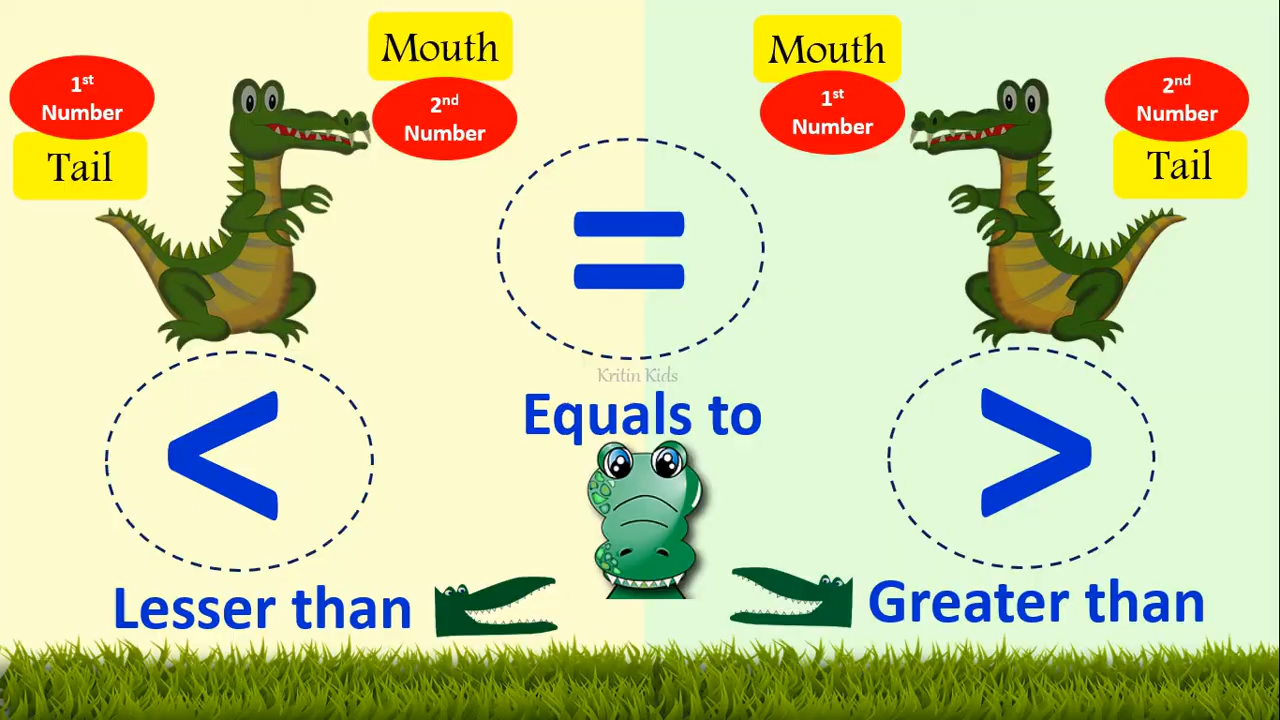 Mouth
1st
Number
2nd
Number
Tail
Mouth
1st
Number
2nd
Number
Tail
=
Kritin Kids
Equals to
<
>
Lesser than
Greater than